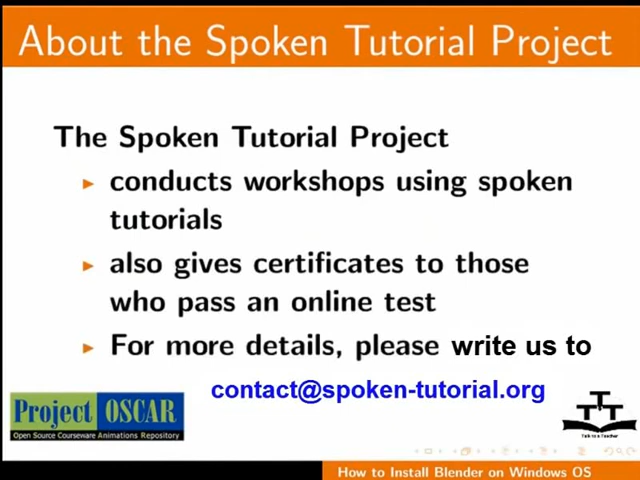 About the Spoken Tutorial Project
The Spoken Tutorial Project
conducts workshops using spoken
tutorials
also gives certificates to those
who pass an online test
For more details, please write us to
contact@spoken-tutorial.org
Project OSCAR
Open Source Courseware Animations Repository
TTT
Talk to a Teacher
How to Install Blender on Windows OS